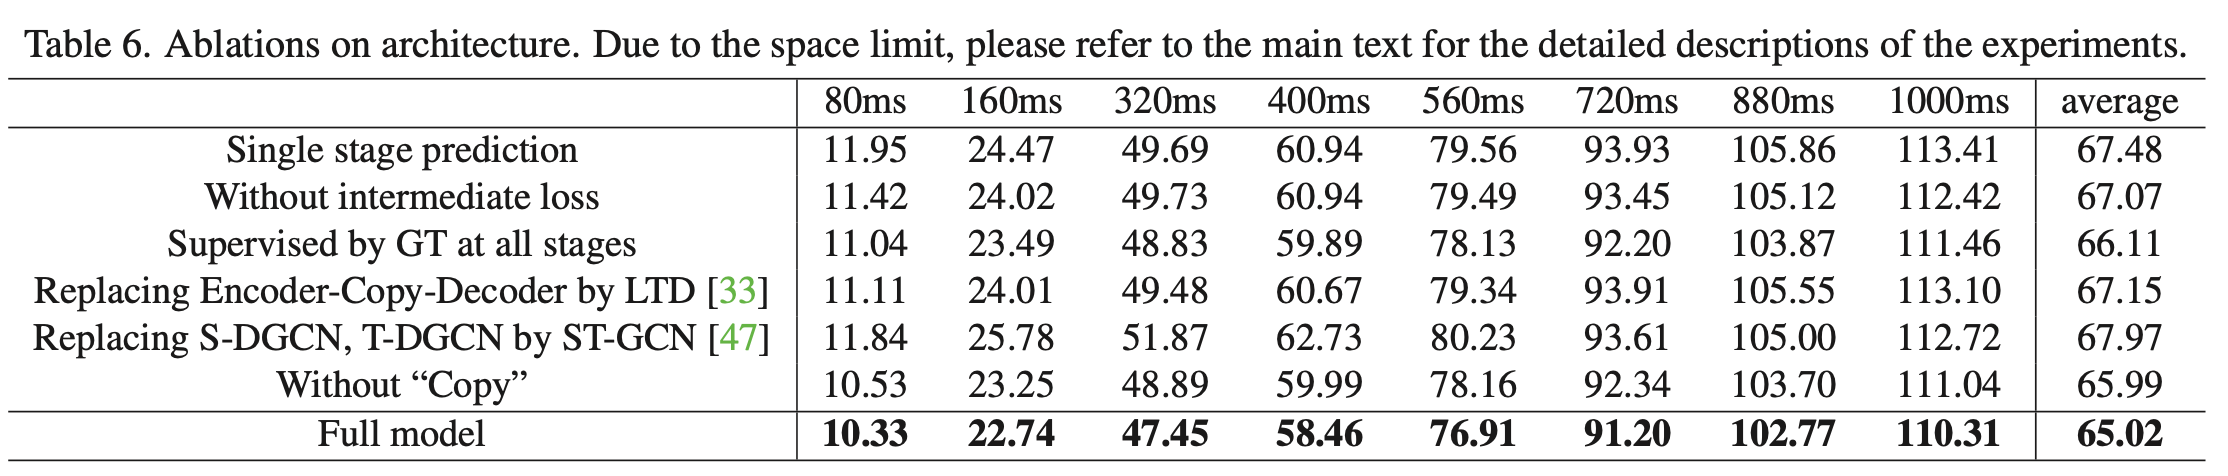 Table 6. Ablations on architecture. Due to the space limit, please refer to the main text for the detailed descriptions of the experiments.
80ms 160ms 320ms 400ms 560ms 720ms 880ms 1000ms average
Single stage prediction 11.95 24.47 49.69 60.94 79.56 93.93 105.86 113.41 67.48
Without intermediate loss 11.42 24.02 49.73 60.94 79.49 93.45 105.12 112.42 67.07
Supervised by GT at all stages 11.04 23.49 48.83 59.89 78.13 92.20 103.87 111.46 66.11
Replacing Encoder-Copy-Decoder by LTD [33] 11.11 24.01 49.48 60.67 79.34 93.91 105.55 113.10 67.15
Replacing S-DGCN, T-DGCN by ST-GCN [47] 11.84 25.78 51.87 62.73 80.23 93.61 105.00 112.72 67.97
Without “Copy” 10.53 23.25 48.89 59.99 78.16 92.34 103.70 111.04 65.99
Full model 10.33 22.74 47.45 58.46 76.91 91.20 102.77 110.31 65.02